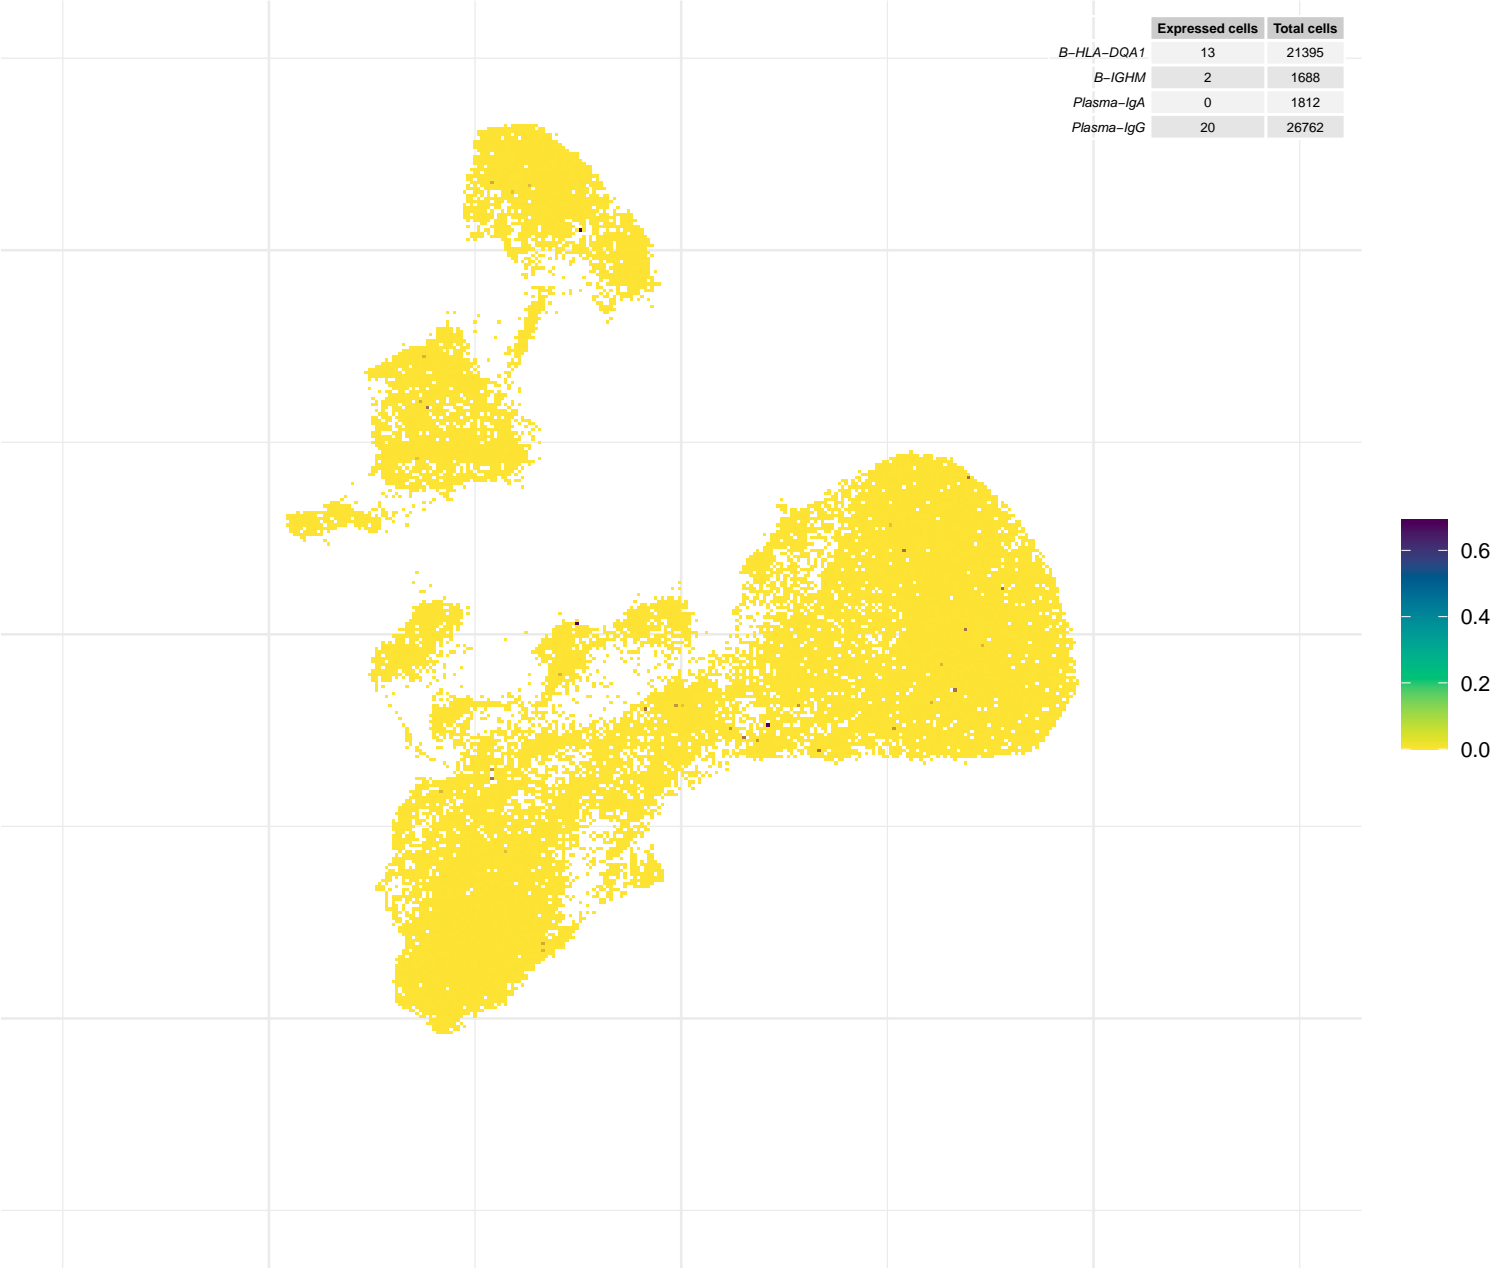 Expressed cells Total cells
B−HLA−DQA1 13 21395
B−IGHM 2 1688
Plasma−IgA 0 1812
Plasma−IgG 20 26762
0.6
0.4
0.2
0.0